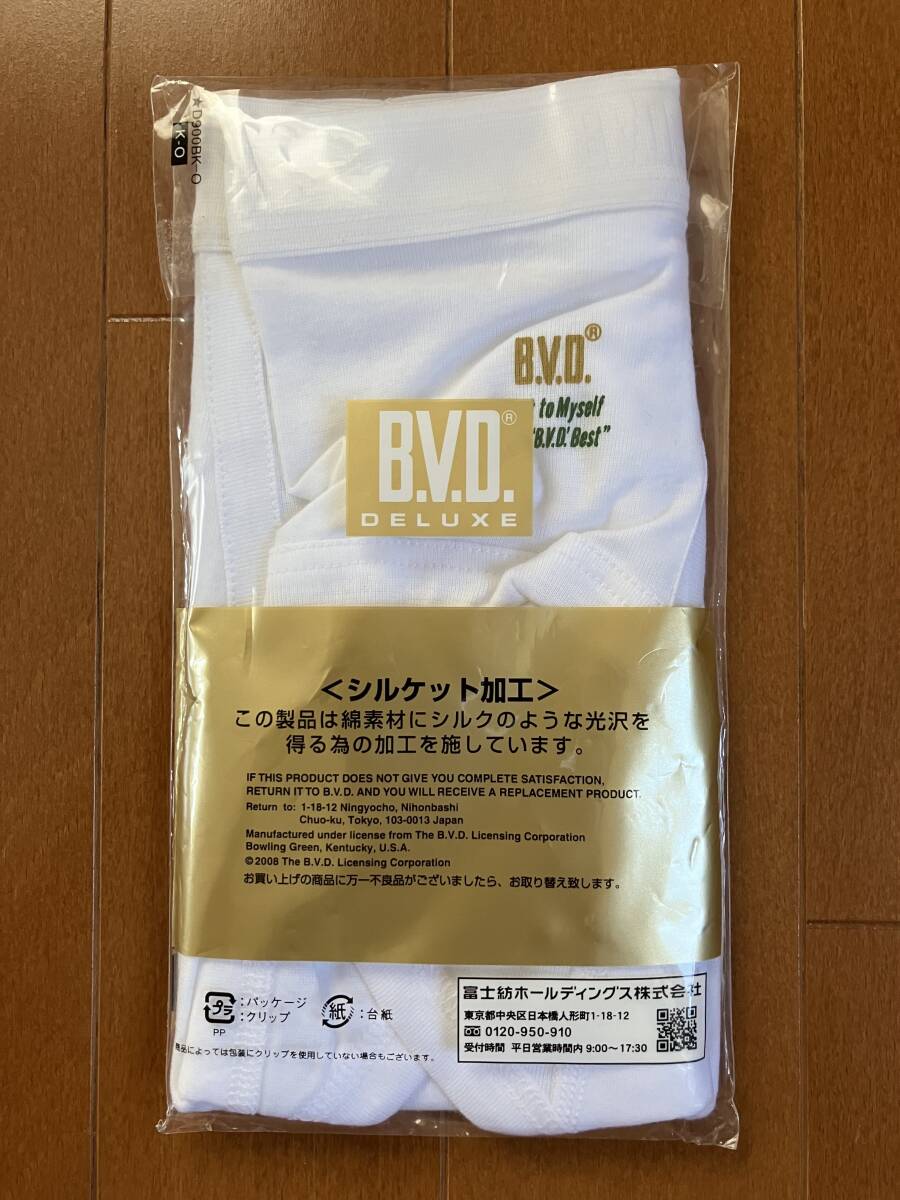 ★D900BK-O
K-O
B.V.D.®
to Myself
'B.V.D.' Best"
B.V.D.®
DELUXE
＜シルケット加工＞
この製品は綿素材にシルクのような光沢を
得る為の加工を施しています。
IF THIS PRODUCT DOES NOT GIVE YOU COMPLETE SATISFACTION,
RETURN IT TO B.V.D. AND YOU WILL RECEIVE A REPLACEMENT PRODUCT.
Return to: 1-18-12 Ningyocho, Nihonbashi
Chuo-ku, Tokyo, 103-0013 Japan
Manufactured under license from The B.V.D. Licensing Corporation
Bowling Green, Kentucky, U.S.A.
©2008 The B.V.D. Licensing Corporation
お買い上げの商品に万一不良品がございましたら、お取り替え致します。
プラ
PP
:パッケージ
:クリップ
紙
:台紙
商品によっては包装にクリップを使用していない場合もございます。
富士紡ホールディングス株式会社
東京都中央区日本橋人形町1-18-12
0120-950-910
受付時間 平日営業時間内 9:00～17:30